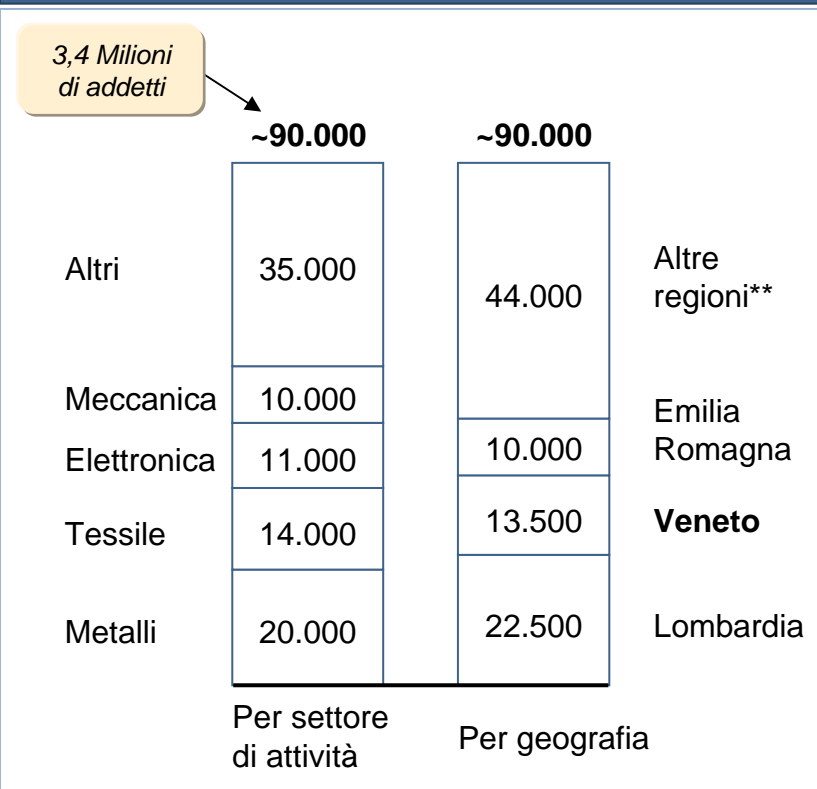 3,4 Milioni
di addetti
~90.000
~90.000
Altri
35.000
44.000
Altre
regioni**
Meccanica
10.000
Emilia
Romagna
Elettronica
11.000
10.000
Tessile
14.000
13.500
Veneto
Metalli
20.000
22.500
Lombardia
Per settore
di attività
Per geografia